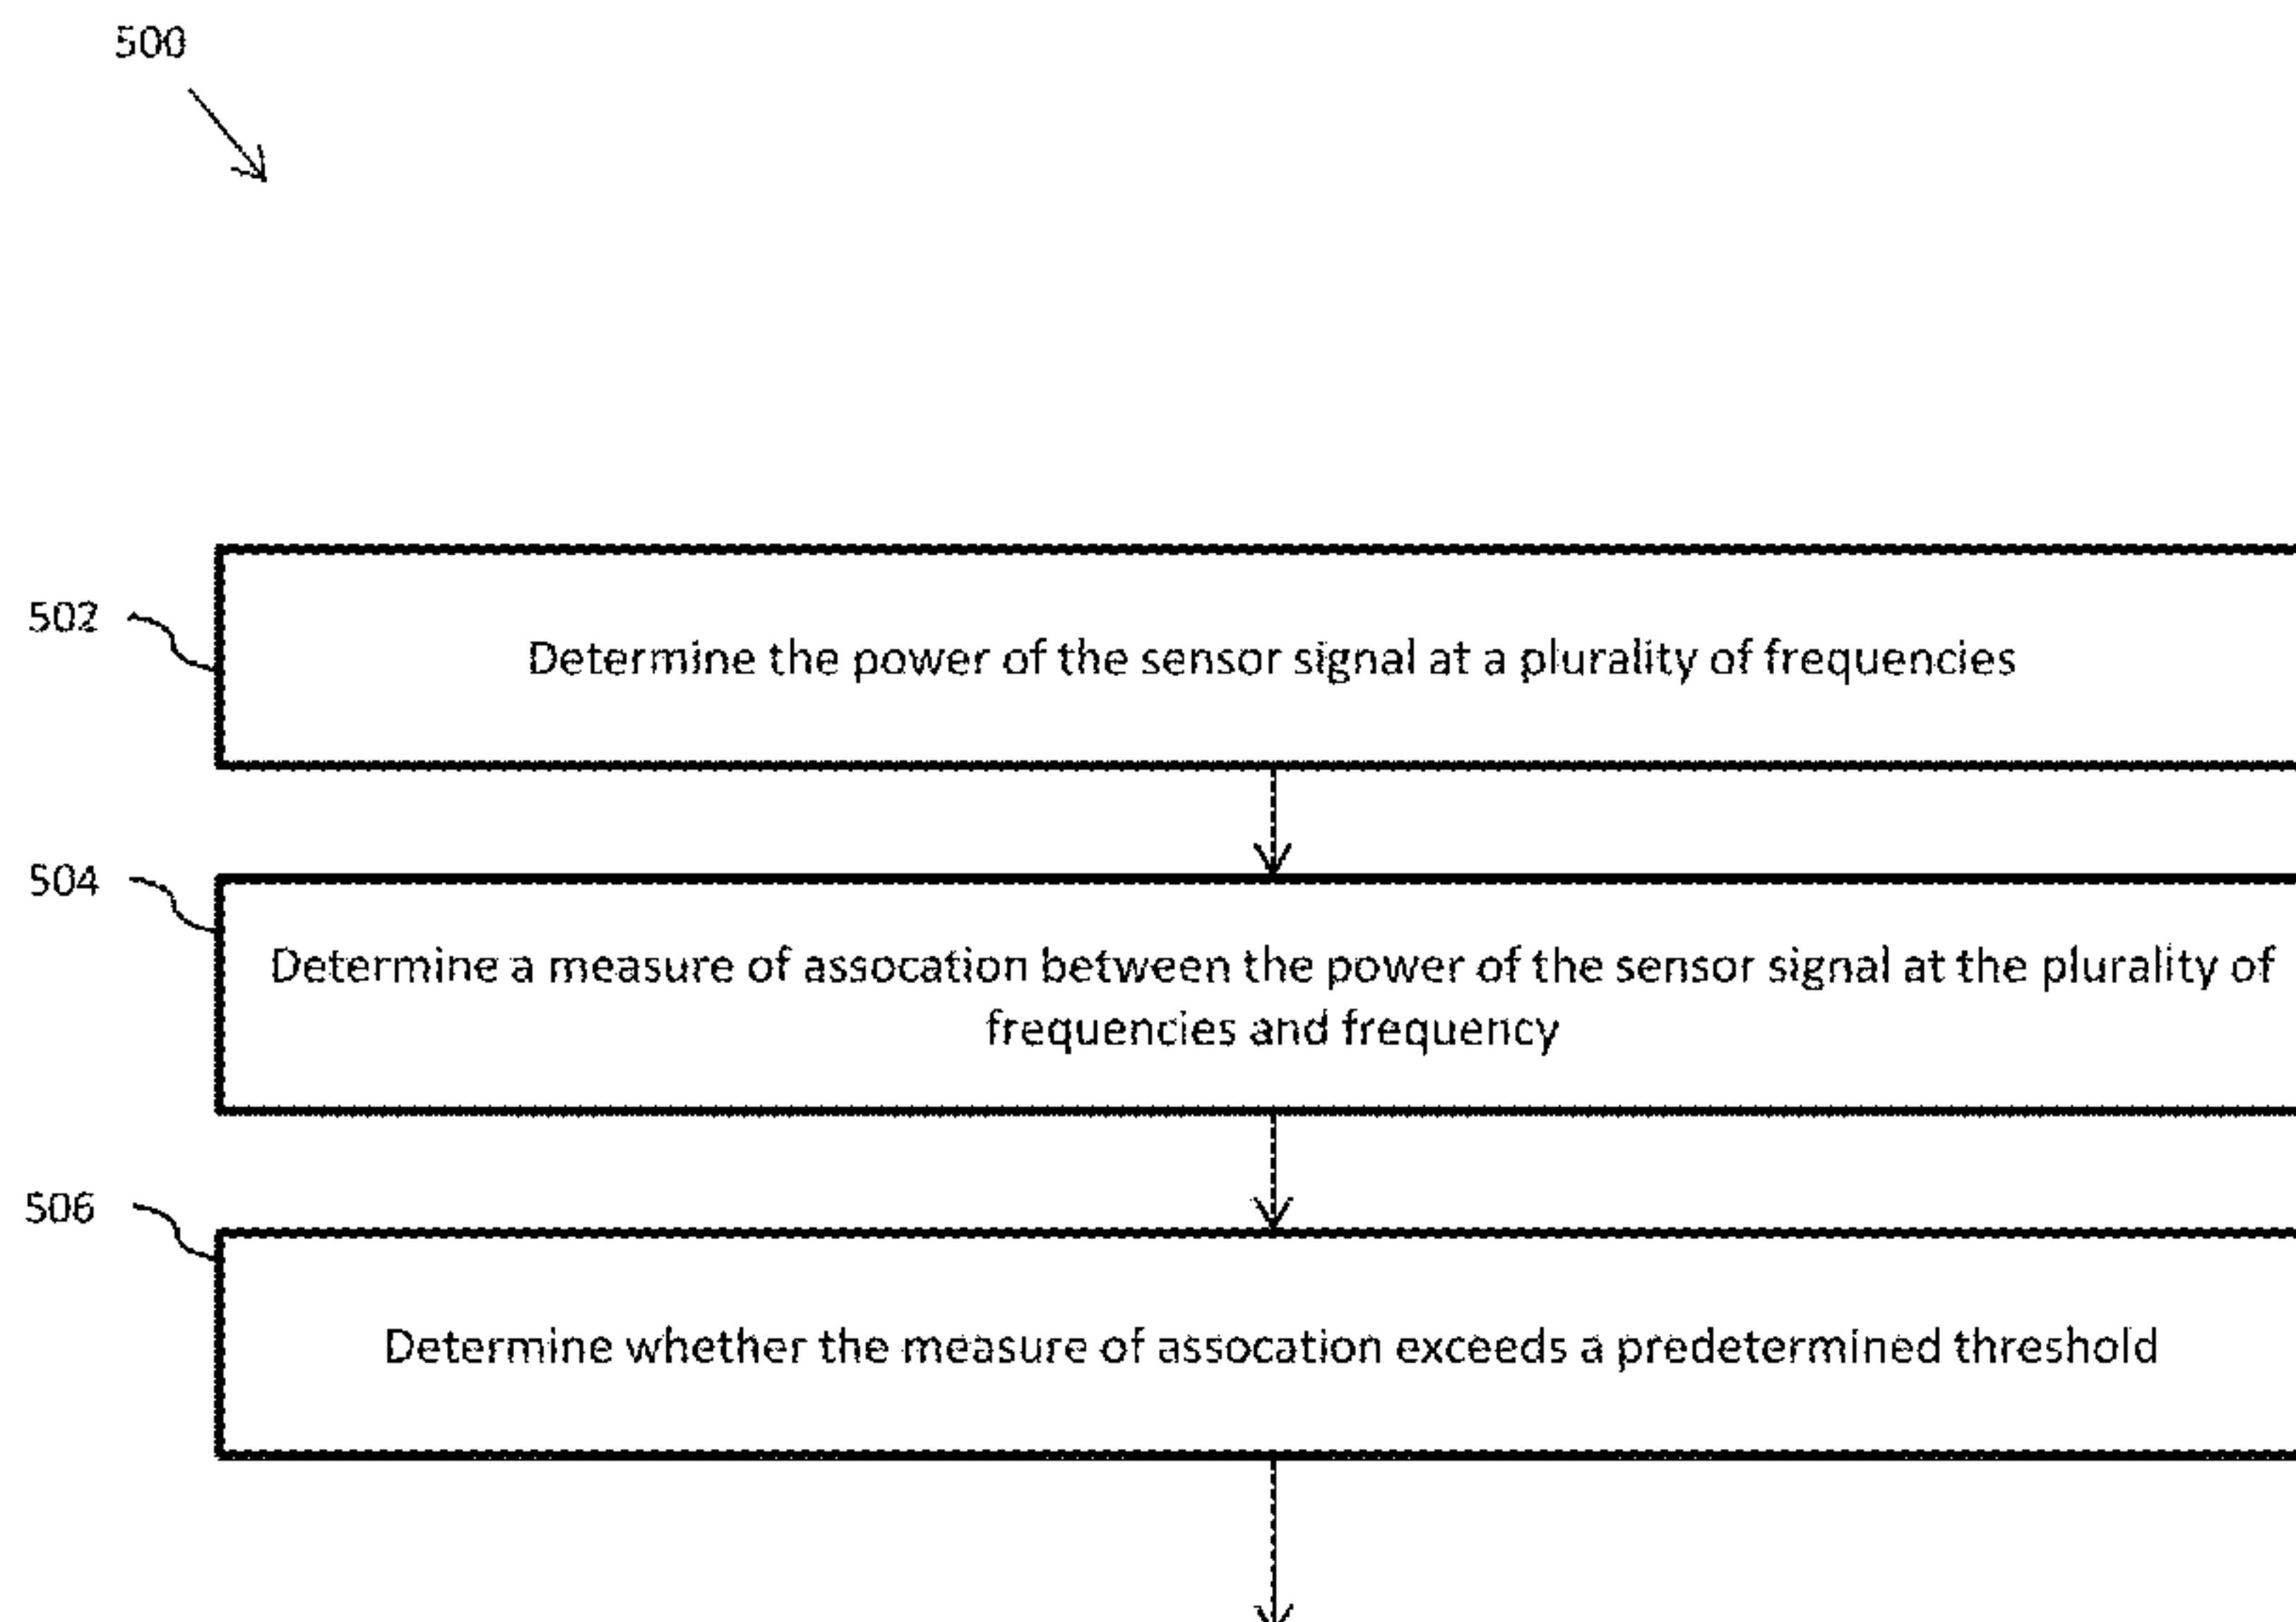 500
502
Determine the power of the sensor signal at a plurality of frequencies
504
Determine a measure of assocation between the power of the sensor signal at the plurality of
frequencies and frequency
506
Determine whether the measure of assocation exceeds a predetermined threshold